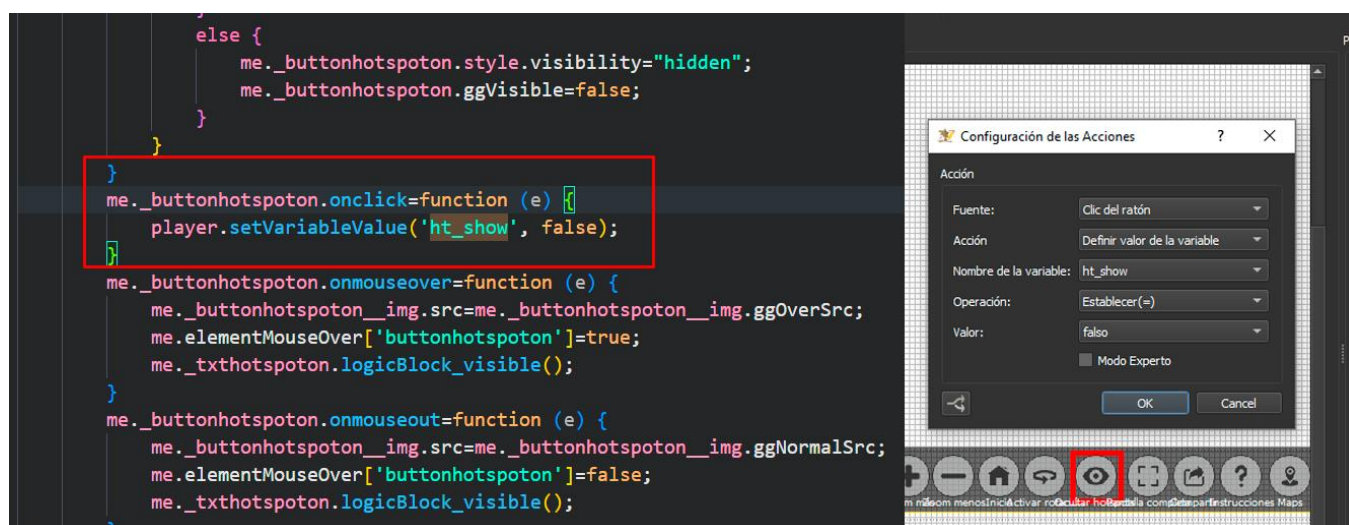 }
else {
me._buttonhotspoton.style.visibility="hidden";
me._buttonhotspoton.ggVisible=false;
}
}
}
me._buttonhotspoton.onclick=function (e) {
player.setVariableValue('ht_show', false);
}
me._buttonhotspoton.onmouseover=function (e) {
me._buttonhotspoton__img.src=me._buttonhotspoton__img.ggOverSrc;
me.elementMouseOver['buttonhotspoton']=true;
me._txthotspoton.logicBlock_visible();
}
me._buttonhotspoton.onmouseout=function (e) {
me._buttonhotspoton__img.src=me._buttonhotspoton__img.ggNormalSrc;
me.elementMouseOver['buttonhotspoton']=false;
me._txthotspoton.logicBlock_visible();
P
Configuración de las Acciones ? X
Acción
Fuente: Clic del ratón
Acción Definir valor de la variable
Nombre de la variable: ht_show
Operación: Establecer(=)
Valor: falso
Modo Experto
OK Cancel
menos Inicio Activar Ocultar completa Compartir Instrucciones Maps